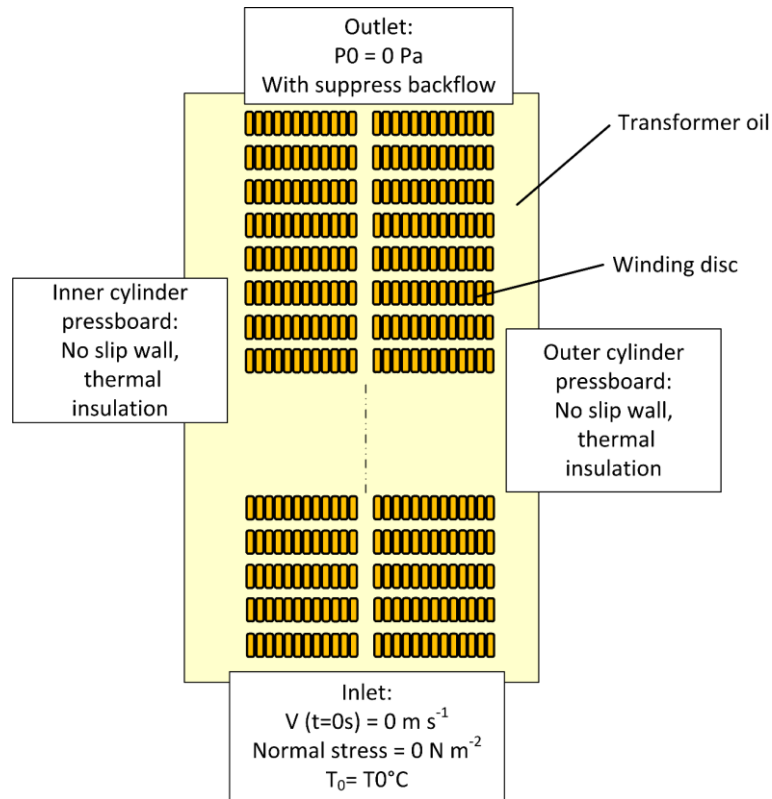 Outlet:
P0 = 0 Pa
With suppress backflow
Transformer oil
Winding disc
Inner cylinder
pressboard:
No slip wall,
thermal
insulation
Outer cylinder
pressboard:
No slip wall,
thermal
insulation
Inlet:
V (t=0s) = 0 m s⁻¹
Normal stress = 0 N m⁻²
T₀= T0°C